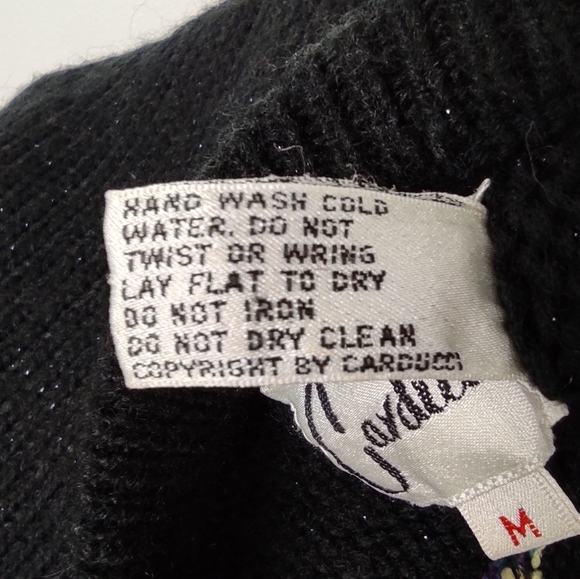 HAND WASH COLD
WATER. DO NOT
TWIST OR WRING
LAY FLAT TO DRY
DO NOT IRON
DO NOT DRY CLEAN
COPYRIGHT BY CARDUCCI
M